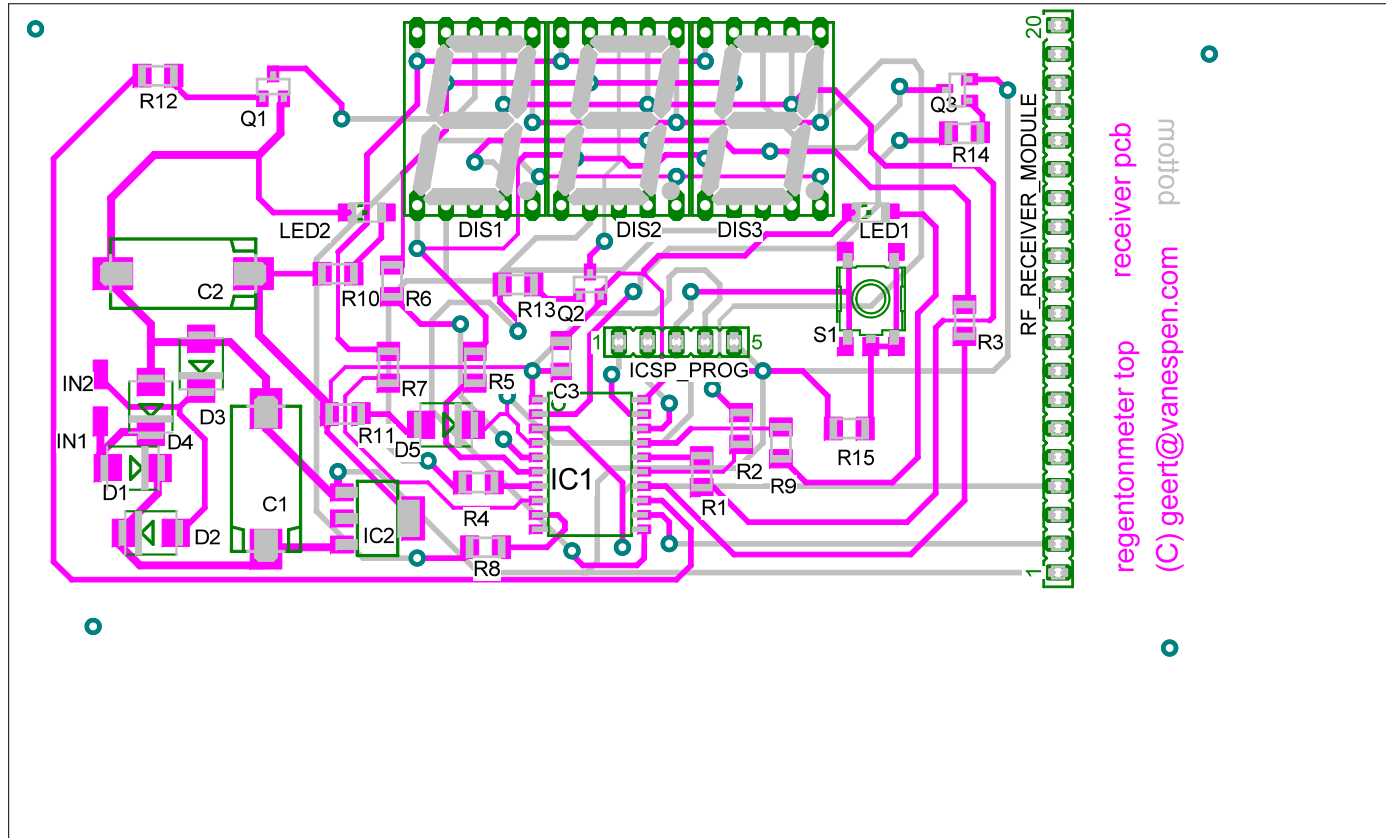 20
R12
Q1
Q3
R14
RF_RECEIVER_MODULE
receiver pcb
bottom
LED2
DIS1
DIS2
DIS3
LED1
C2
R10
R6
R13
Q2
S1
R3
1
5
ICSP_PROG
IN2
IN1
D3
D4
R7
R5
C3
R11
D5
R2
R15
D1
IC1
R9
R1
C1
R4
D2
IC2
R8
1
regentonmeter top
(C) geert@vanespen.com